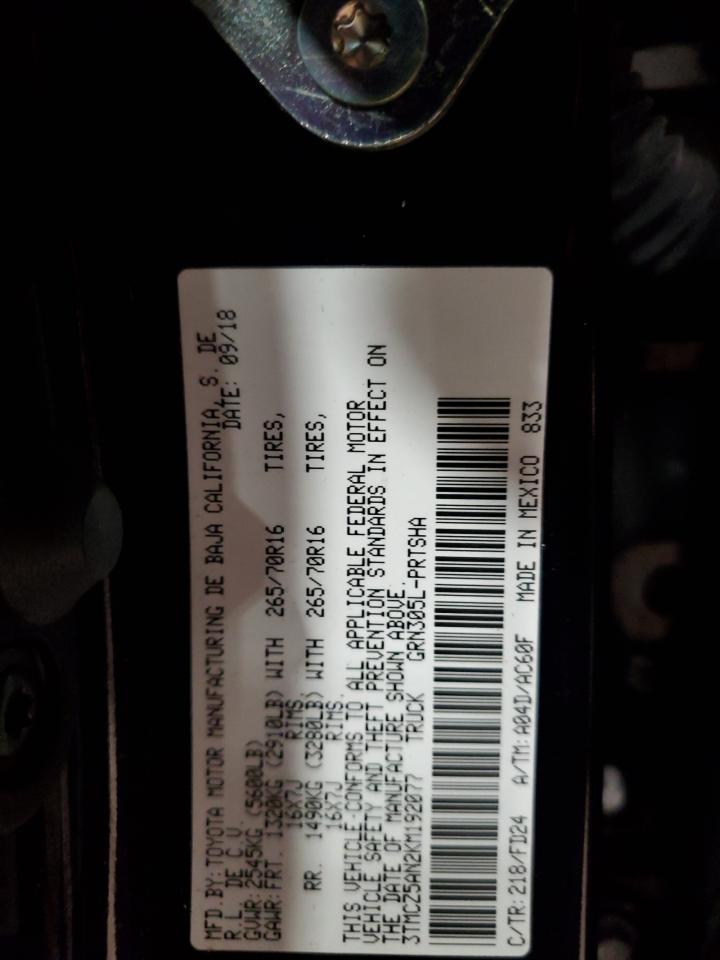 MFD.BY:TOYOTA MOTOR MANUFACTURING DE BAJA CALIFORNIA, S. DE
R.L. DE C.V. DATE: 09/18
GVWR:2545KG (5600LB)
GAWR:FRT. 1320KG (2910LB) WITH 265/70R16 TIRES,
16X7J RIMS.
RR. 1490KG (3280LB) WITH 265/70R16 TIRES,
16X7J RIMS.
THIS VEHICLE CONFORMS TO ALL APPLICABLE FEDERAL MOTOR
VEHICLE SAFETY AND THEFT PREVENTION STANDARDS IN EFFECT ON
THE DATE OF MANUFACTURE SHOWN ABOVE.
3TMCZ5AN2KM192077 TRUCK GRN305L-PRTSHA
C/TR:218/FD24 A/TM:A04D/AC60F MADE IN MEXICO 833